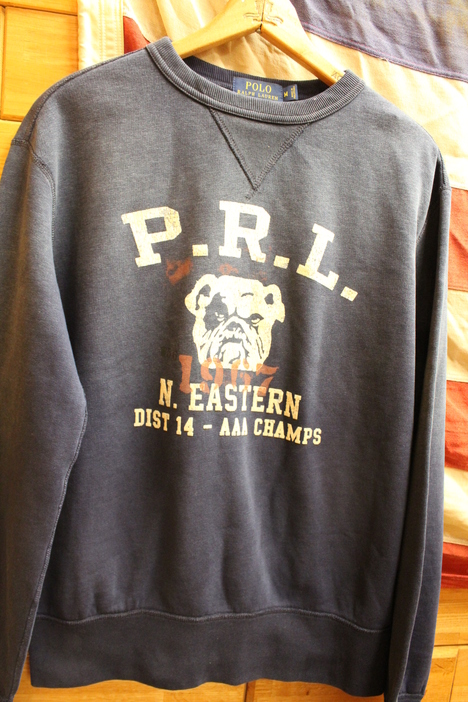 POLO
RALPH LAUREN
M
P.R.L.
1967
N. EASTERN
DIST 14 - AAA CHAMPS